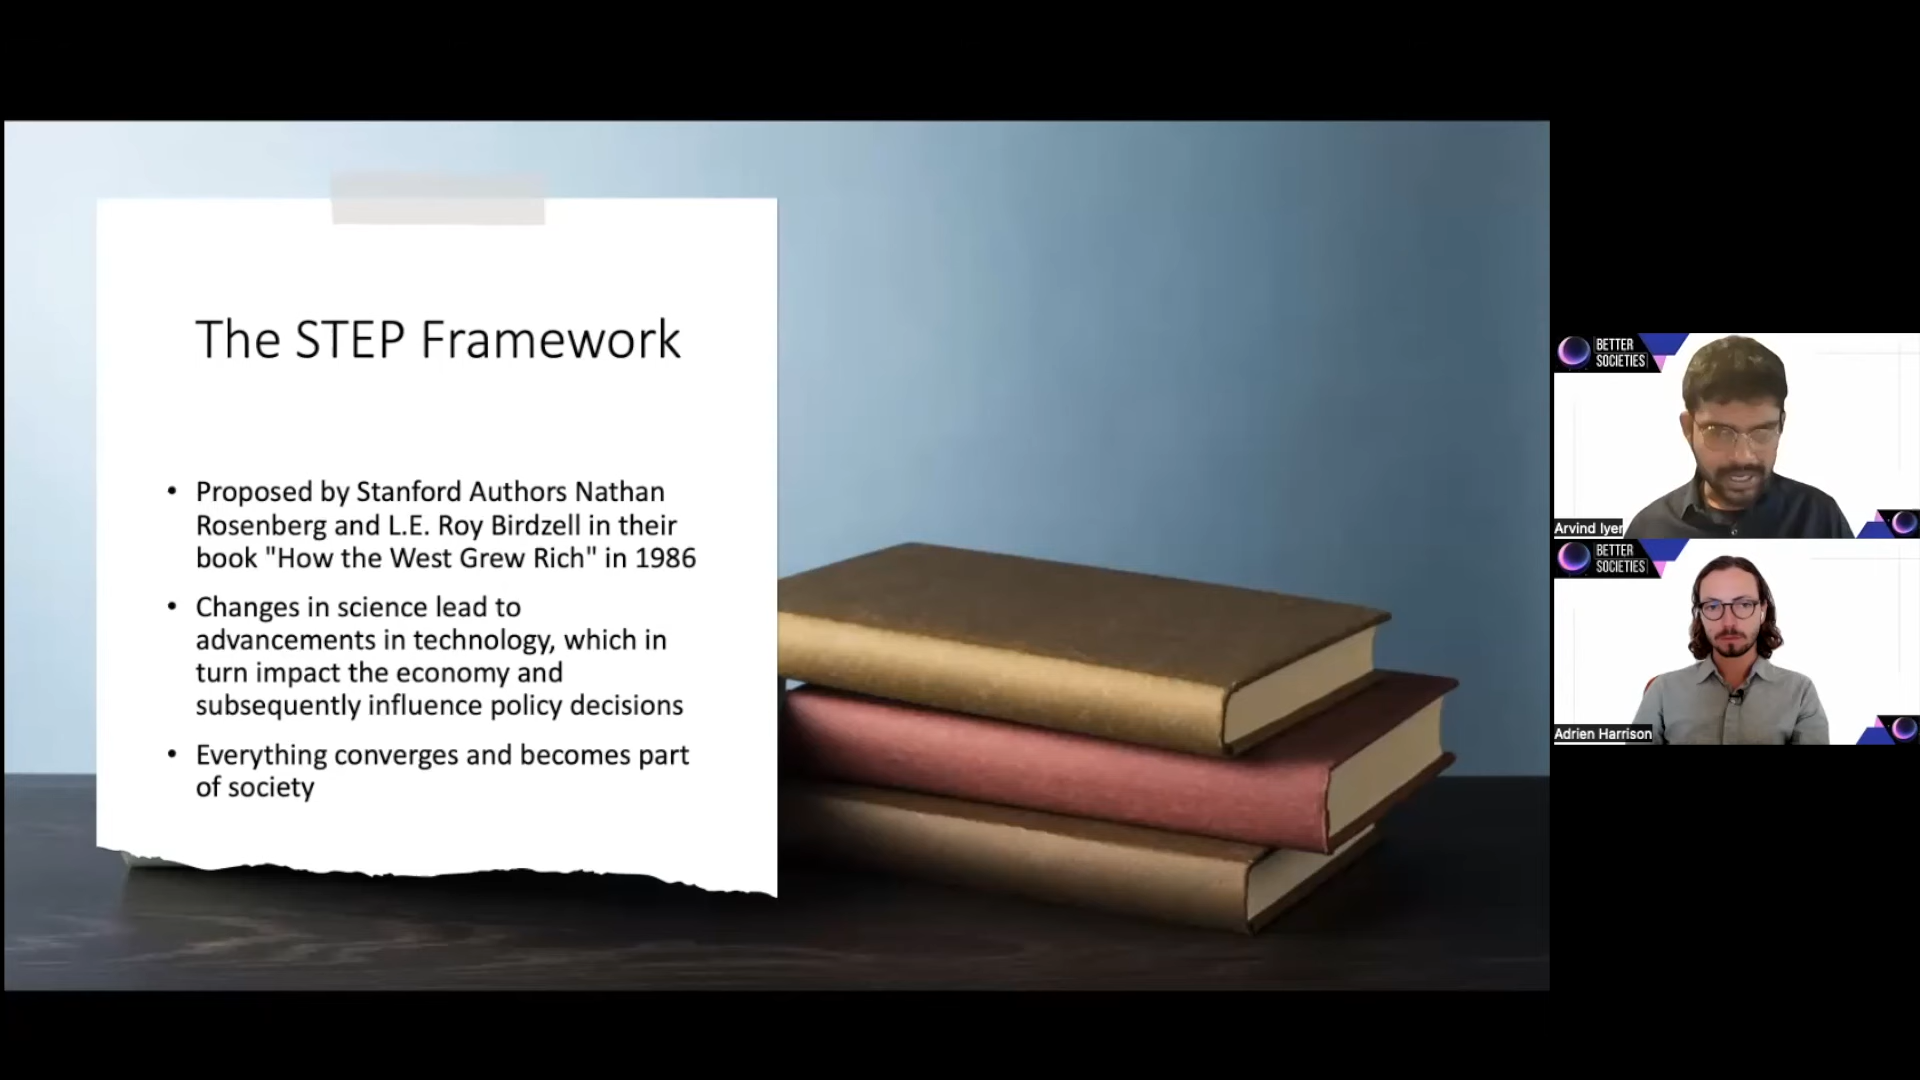 The STEP Framework
• Proposed by Stanford Authors Nathan
Rosenberg and L.E. Roy Birdzell in their
book "How the West Grew Rich" in 1986
• Changes in science lead to
advancements in technology, which in
turn impact the economy and
subsequently influence policy decisions
• Everything converges and becomes part
of society
BETTER
SOCIETIES
Arvind Iyer
BETTER
SOCIETIES
Adrien Harrison